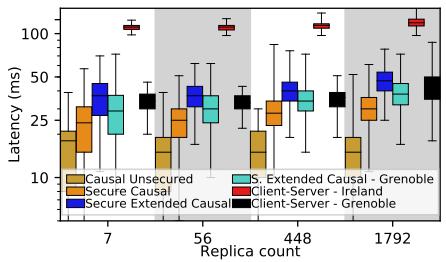 100
50
25
10
Latency (ms)
Causal Unsecured
Secure Causal
Secure Extended Causal
S. Extended Causal - Grenoble
Client-Server - Ireland
Client-Server - Grenoble
7 56 448 1792
Replica count